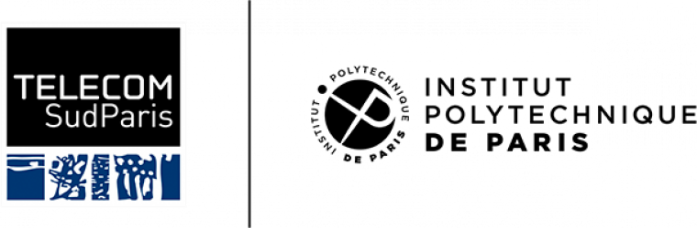 TELECOM
SudParis
INSTITUT POLYTECHNIQUE DE PARIS
INSTITUT
POLYTECHNIQUE
DE PARIS